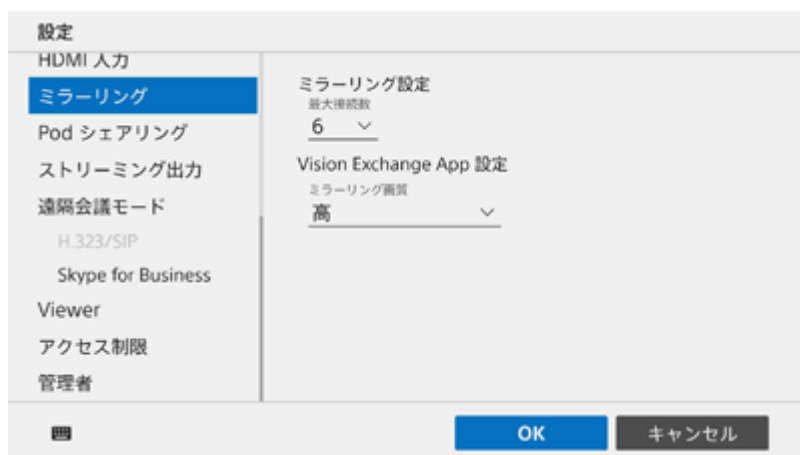 設定
HDMI 入力
ミラーリング
Pod シェアリング
ストリーミング出力
遠隔会議モード
H.323/SIP
Skype for Business
Viewer
アクセス制限
管理者
ミラーリング設定
最大接続数
6
Vision Exchange App 設定
ミラーリング画質
高
OK
キャンセル